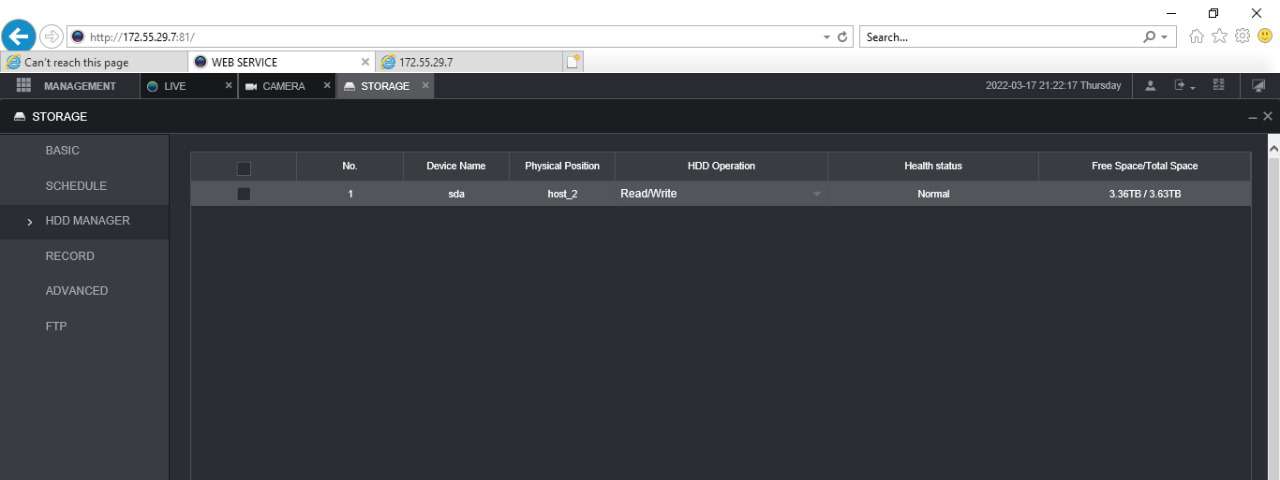 http://172.55.29.7:81/
Search...
Can't reach this page
WEB SERVICE
172.55.29.7
MANAGEMENT
LIVE
CAMERA
STORAGE
2022-03-17 21:22:17 Thursday
STORAGE
BASIC
SCHEDULE
HDD MANAGER
RECORD
ADVANCED
FTP
No. Device Name Physical Position HDD Operation Health status Free Space/Total Space
1 sda host_2 Read/Write Normal 3.36TB / 3.63TB